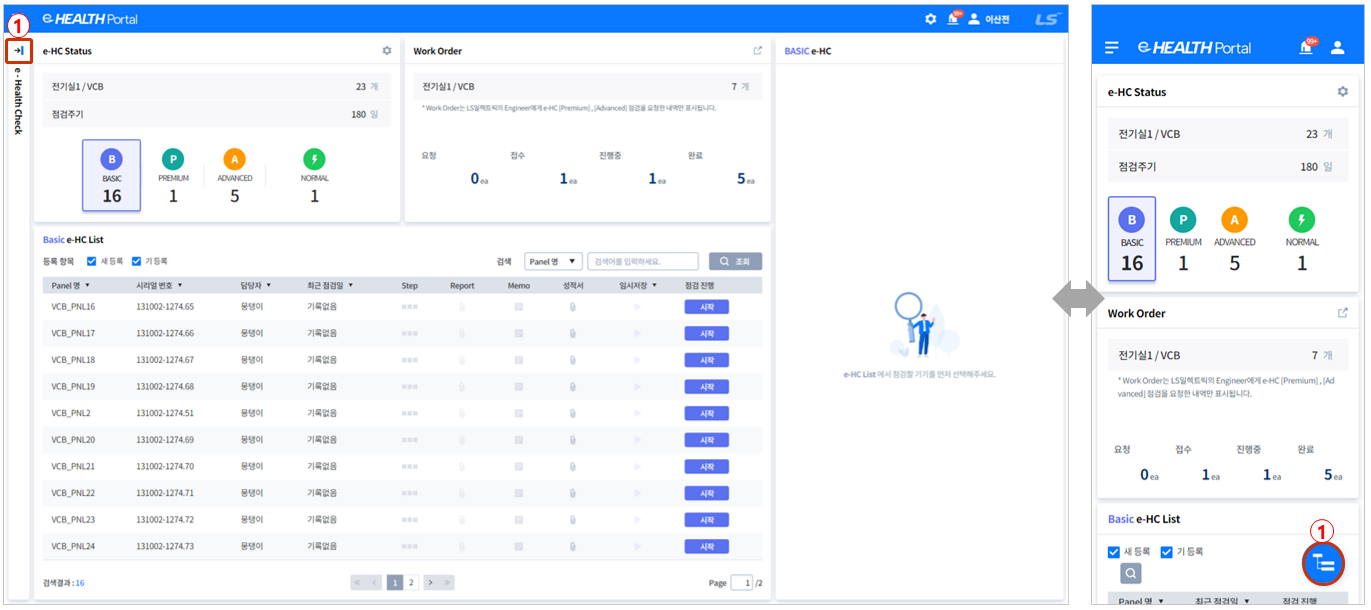 1
e HEALTH Portal
99+
이산전
LS
e - Health Check
e-HC Status
전기실1 / VCB
23 개
점검주기
180 일
B
BASIC
16
P
PREMIUM
1
A
ADVANCED
5
NORMAL
1
Work Order
전기실1 / VCB
7 개
* Work Order는 LS일렉트릭의 Engineer에게 e-HC [Premium] , [Advanced] 점검을 요청한 내역만 표시됩니다.
요청 접수 진행중 완료
0 ea 1 ea 1 ea 5 ea
BASIC e-HC
e-HC List 에서 점검할 기기를 먼저 선택해주세요.
Basic e-HC List
등록 항목 새 등록 기 등록 검색 Panel 명 ▼ 검색어를 입력하세요. 조회
Panel 명 ▼ 시리얼 번호 ▼ 담당자 ▼ 최근 점검일 ▼ Step Report Memo 성적서 임시저장 ▼ 점검 진행
VCB_PNL16 131002-1274.65 뭉탱이 기록없음 시작
VCB_PNL17 131002-1274.66 뭉탱이 기록없음 시작
VCB_PNL18 131002-1274.67 뭉탱이 기록없음 시작
VCB_PNL19 131002-1274.68 뭉탱이 기록없음 시작
VCB_PNL2 131002-1274.51 뭉탱이 기록없음 시작
VCB_PNL20 131002-1274.69 뭉탱이 기록없음 시작
VCB_PNL21 131002-1274.70 뭉탱이 기록없음 시작
VCB_PNL22 131002-1274.71 뭉탱이 기록없음 시작
VCB_PNL23 131002-1274.72 뭉탱이 기록없음 시작
VCB_PNL24 131002-1274.73 뭉탱이 기록없음 시작
검색결과 : 16
« ‹ 1 2 › »
Page 1 /2
e HEALTH Portal
99+
e-HC Status
전기실1 / VCB
23 개
점검주기
180 일
B
BASIC
16
P
PREMIUM
1
A
ADVANCED
5
NORMAL
1
Work Order
전기실1 / VCB
7 개
* Work Order는 LS일렉트릭의 Engineer에게 e-HC [Premium] , [Ad
vanced] 점검을 요청한 내역만 표시됩니다.
요청 접수 진행중 완료
0 ea 1 ea 1 ea 5 ea
Basic e-HC List
1
새 등록 기 등록
Panel 명 ▼ 최근 점검일 ▼ 점검 진행